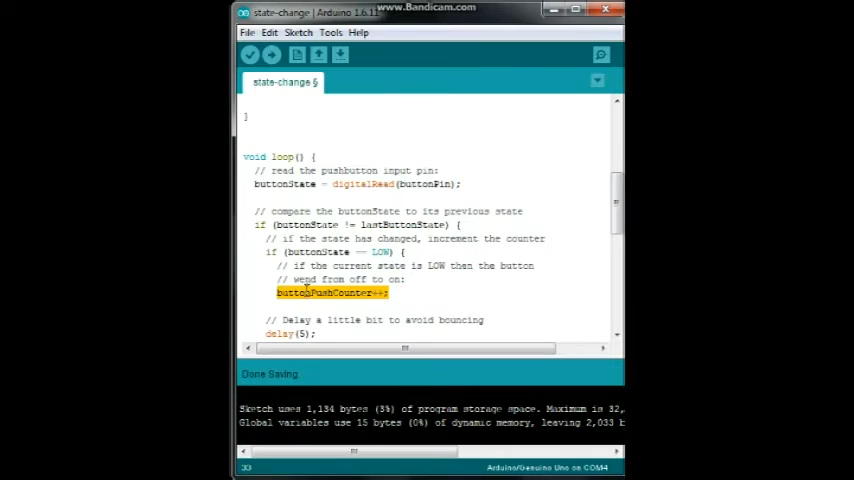 www.Bandicam.com
state-change | Arduino 1.6.11
File Edit Sketch Tools Help
state-change §
}
void loop() {
// read the pushbutton input pin:
buttonState = digitalRead(buttonPin);
// compare the buttonState to its previous state
if (buttonState != lastButtonState) {
// if the state has changed, increment the counter
if (buttonState == LOW) {
// if the current state is LOW then the button
// wend from off to on:
buttonPushCounter++;
// Delay a little bit to avoid bouncing
delay(5);
Done Saving.
Sketch uses 1,134 bytes (3%) of program storage space. Maximum is 32,
Global variables use 15 bytes (0%) of dynamic memory, leaving 2,033 b
33
Arduino/Genuino Uno on COM4